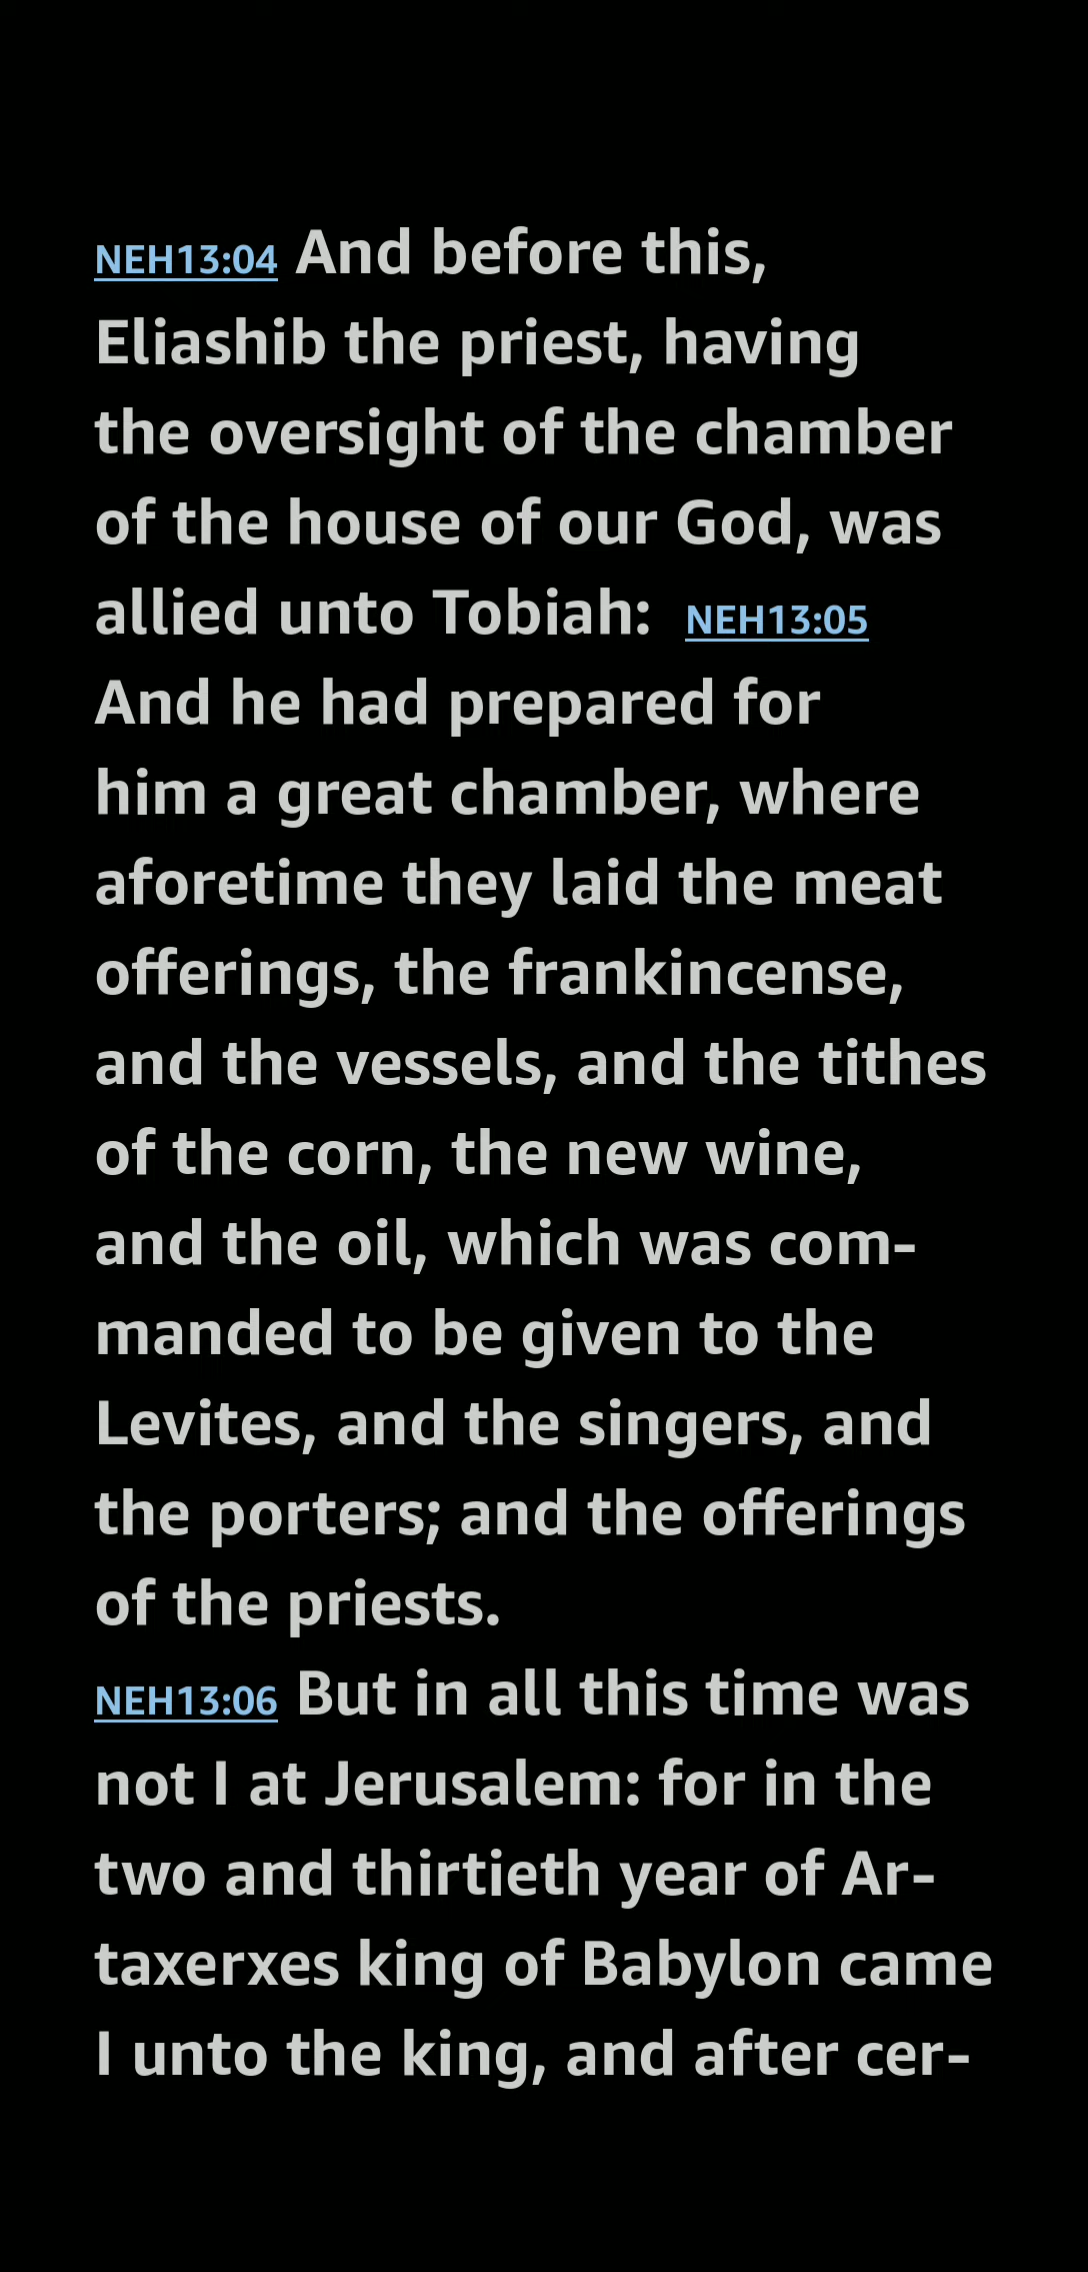 NEH13:04 And before this,
Eliashib the priest, having
the oversight of the chamber
of the house of our God, was
allied unto Tobiah: NEH13:05
And he had prepared for
him a great chamber, where
aforetime they laid the meat
offerings, the frankincense,
and the vessels, and the tithes
of the corn, the new wine,
and the oil, which was com-
manded to be given to the
Levites, and the singers, and
the porters; and the offerings
of the priests.
NEH13:06 But in all this time was
not I at Jerusalem: for in the
two and thirtieth year of Ar-
taxerxes king of Babylon came
I unto the king, and after cer-